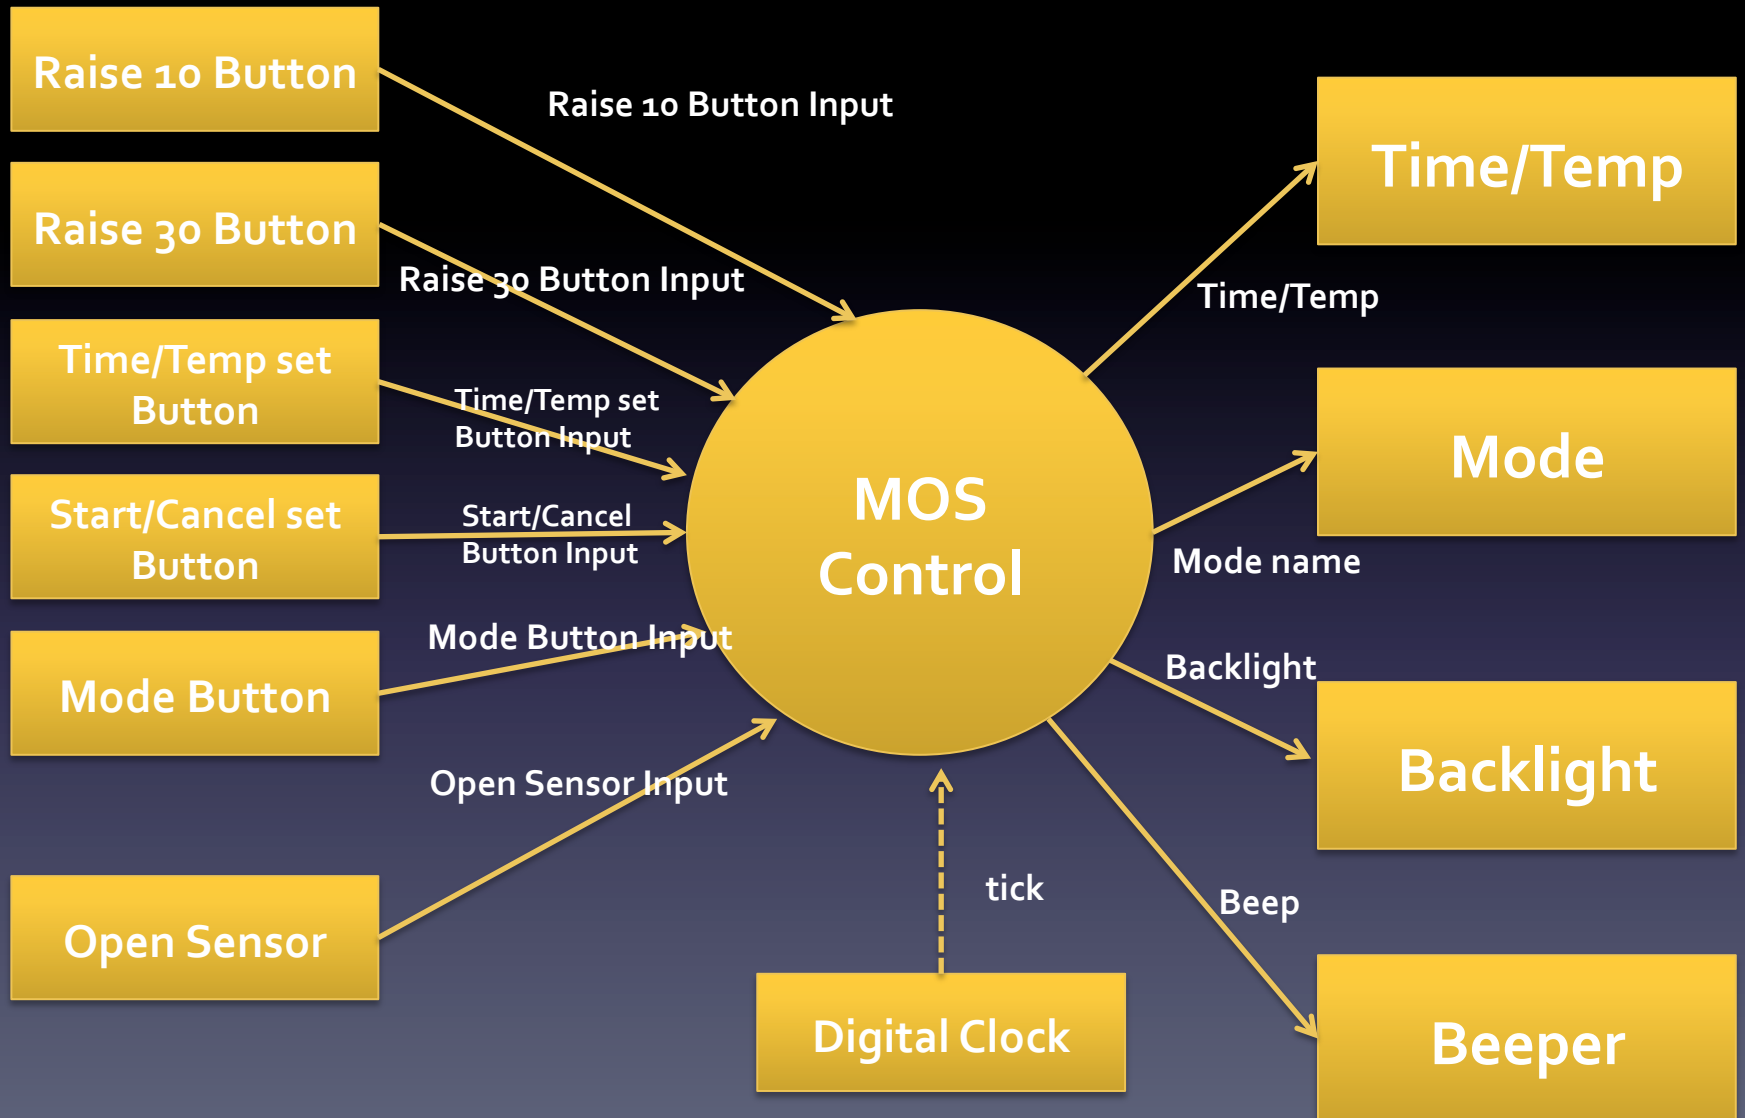 Raise 10 Button
Raise 10 Button Input
Time/Temp
Raise 30 Button
Raise 30 Button Input
Time/Temp
Time/Temp set
Button
Time/Temp set
Button Input
Mode
Start/Cancel set
Button
Start/Cancel
Button Input
MOS
Control
Mode name
Mode Button Input
Mode Button
Backlight
Backlight
Open Sensor Input
Open Sensor
tick
Beep
Digital Clock
Beeper